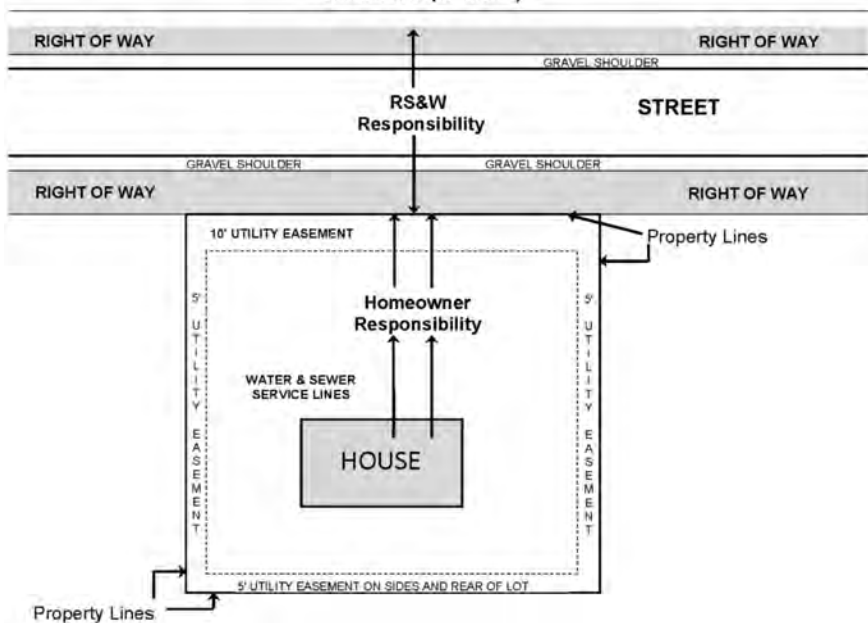 RIGHT OF WAY RIGHT OF WAY
GRAVEL SHOULDER
RS&W
Responsibility
STREET
GRAVEL SHOULDER GRAVEL SHOULDER
RIGHT OF WAY RIGHT OF WAY
10' UTILITY EASEMENT
Property Lines
5' UTILITY EASEMENT
Homeowner
Responsibility
5' UTILITY EASEMENT
WATER & SEWER
SERVICE LINES
HOUSE
5' UTILITY EASEMENT ON SIDES AND REAR OF LOT
Property Lines